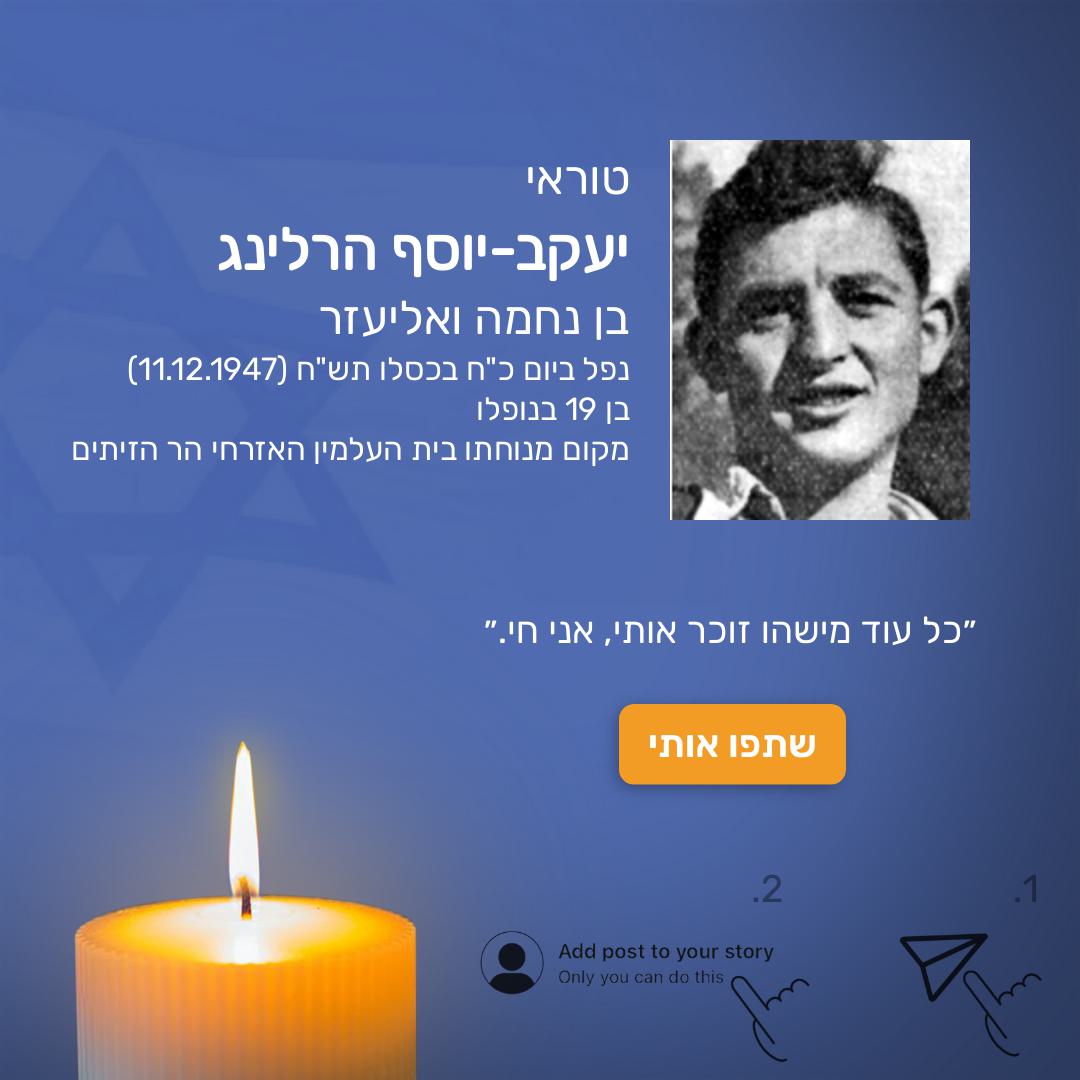 טוראי
יעקב-יוסף הרלינג
בן נחמה ואליעזר
נפל ביום כ"ח בכסלו תש"ח (11.12.1947)
בן 19 בנופלו
מקום מנוחתו בית העלמין האזרחי הר הזיתים
״כל עוד מישהו זוכר אותי, אני חי.״
שתפו אותי
.1
.2
Add post to your story
Only you can do this